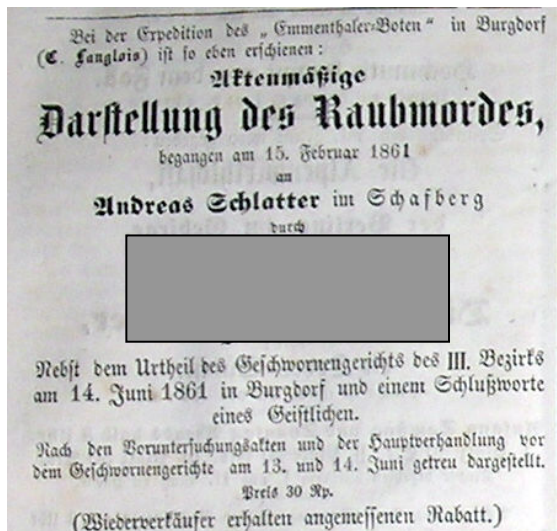 Bei der Expedition des „Emmenthaler-Boten“ in Burgdorf
(C. Langlois) ist so eben erschienen:
Aktenmäßige
Darstellung des Raubmordes,
begangen am 15. Februar 1861
an
Andreas Schlatter im Schafberg
durch
Nebst dem Urtheil des Geschwornengerichts des III. Bezirks
am 14. Juni 1861 in Burgdorf und einem Schlußworte
eines Geistlichen.
Nach den Voruntersuchungsakten und der Hauptverhandlung vor
dem Geschwornengerichte am 13. und 14. Juni getreu dargestellt.
Preis 30 Rp.
(Wiederverkäufer erhalten angemessenen Rabatt.)